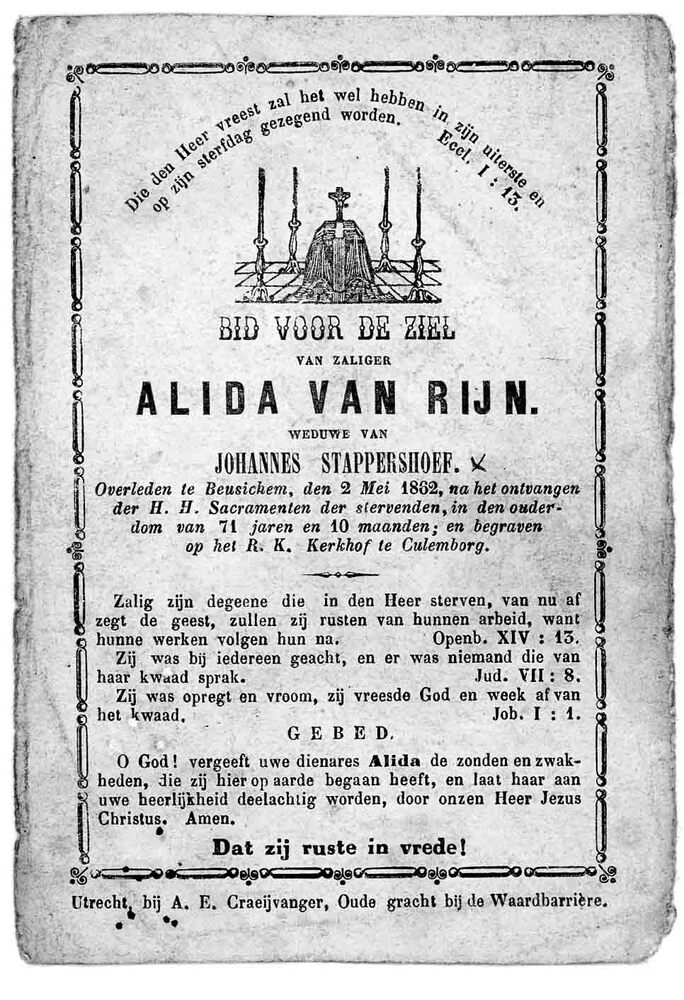 Die den Heer vreest zal het wel hebben in zijn uiterste en
op zijn sterfdag gezegend worden.
Eccl. I : 13.
BID VOOR DE ZIEL
VAN ZALIGER
ALIDA VAN RIJN.
WEDUWE VAN
JOHANNES STAPPERSHOEF.
Overleden te Beusichem, den 2 Mei 1862, na het ontvangen
der H. H. Sacramenten der stervenden, in den ouder-
dom van 71 jaren en 10 maanden; en begraven
op het R. K. Kerkhof te Culemborg.
Zalig zijn degeene die in den Heer sterven, van nu af
zegt de geest, zullen zij rusten van hunnen arbeid, want
hunne werken volgen hun na. Openb. XIV : 13.
Zij was bij iedereen geacht, en er was niemand die van
haar kwaad sprak. Jud. VII : 8.
Zij was opregt en vroom, zij vreesde God en week af van
het kwaad. Job. I : 1.
GEBED.
O God! vergeeft uwe dienares Alida de zonden en zwak-
heden, die zij hier op aarde begaan heeft, en laat haar aan
uwe heerlijkheid deelachtig worden, door onzen Heer Jezus
Christus. Amen.
Dat zij ruste in vrede!
Utrecht, bij A. E. Craeijvanger, Oude gracht bij de Waardbarrière.